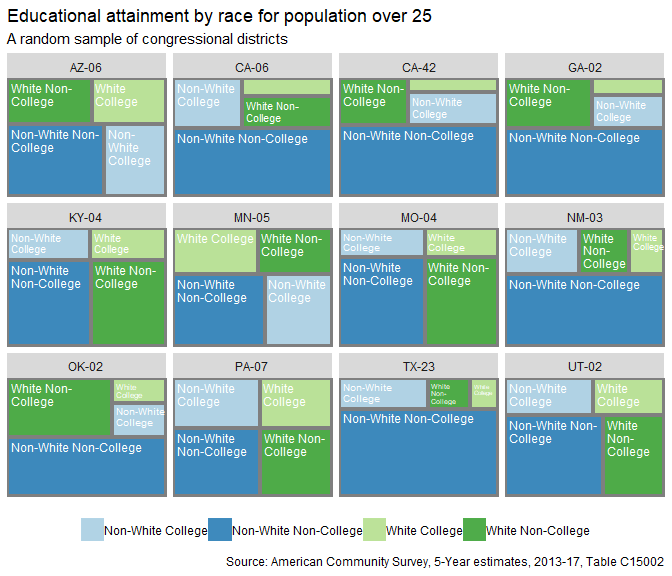 Educational attainment by race for population over 25
A random sample of congressional districts
AZ-06
CA-06
CA-42
GA-02
White Non-
College
White
College
Non-White Non-
College
Non-
White
College
Non-White
College
White Non-
College
Non-White Non-College
White Non-
College
Non-White
College
Non-White Non-College
White Non-
College
Non-White
College
Non-White Non-College
KY-04
MN-05
MO-04
NM-03
Non-White
College
White
College
Non-White
Non-College
White Non-
College
White College
White Non-
College
Non-White
Non-College
Non-White
College
Non-White
College
White
College
Non-White
Non-College
White Non-
College
Non-White
College
White
Non-
College
White
College
Non-White Non-College
OK-02
PA-07
TX-23
UT-02
White Non-
College
White
College
Non-White
College
Non-White Non-College
Non-White
College
White
College
Non-White
Non-College
White Non-
College
Non-White
College
White
Non-
College
White
College
Non-White Non-College
Non-White
College
White
College
Non-White Non-
College
White
Non-
College
Non-White College
Non-White Non-College
White College
White Non-College
Source: American Community Survey, 5-Year estimates, 2013-17, Table C15002